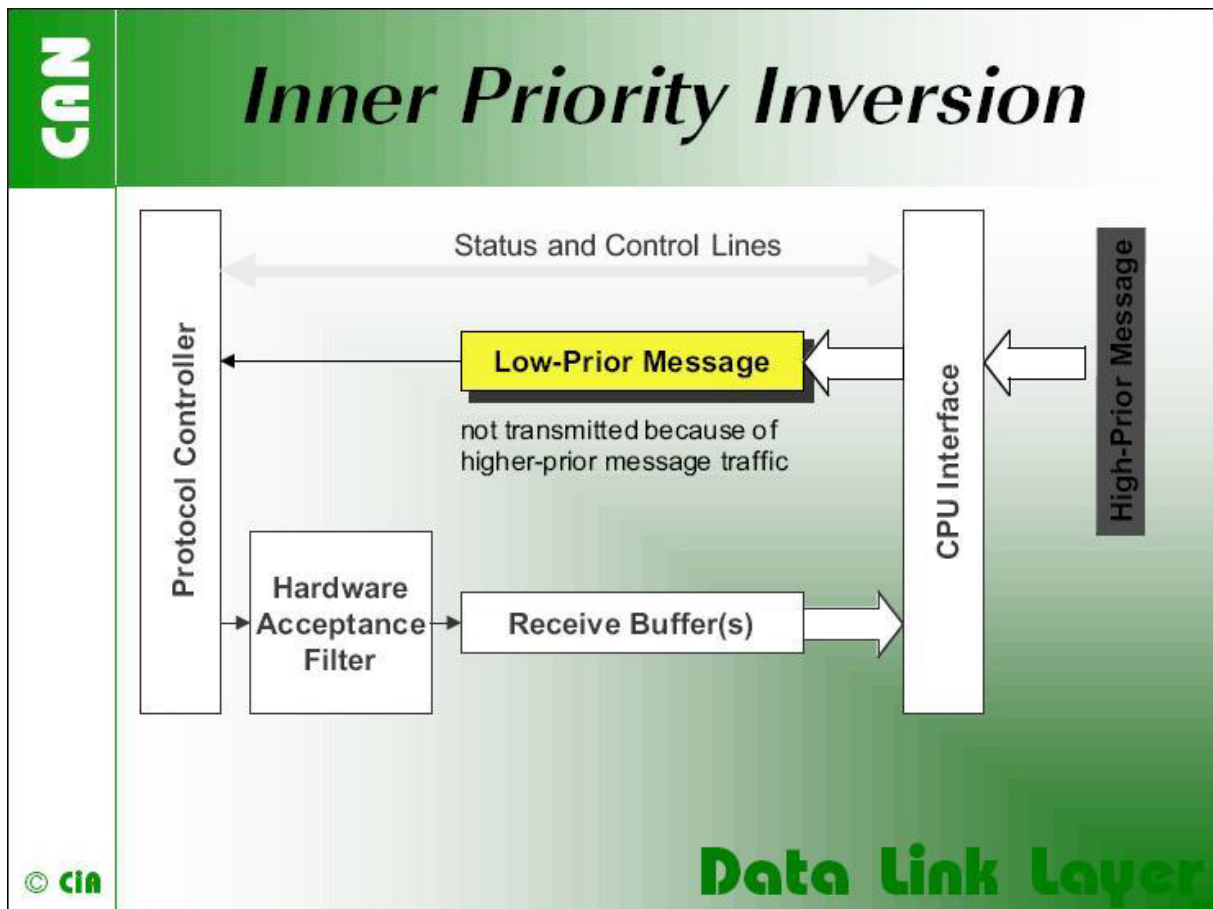 CAN
Inner Priority Inversion
Status and Control Lines
Protocol Controller
Low-Prior Message
not transmitted because of
higher-prior message traffic
CPU Interface
High-Prior Message
Hardware
Acceptance
Filter
Receive Buffer(s)
© CiA
Data Link Layer